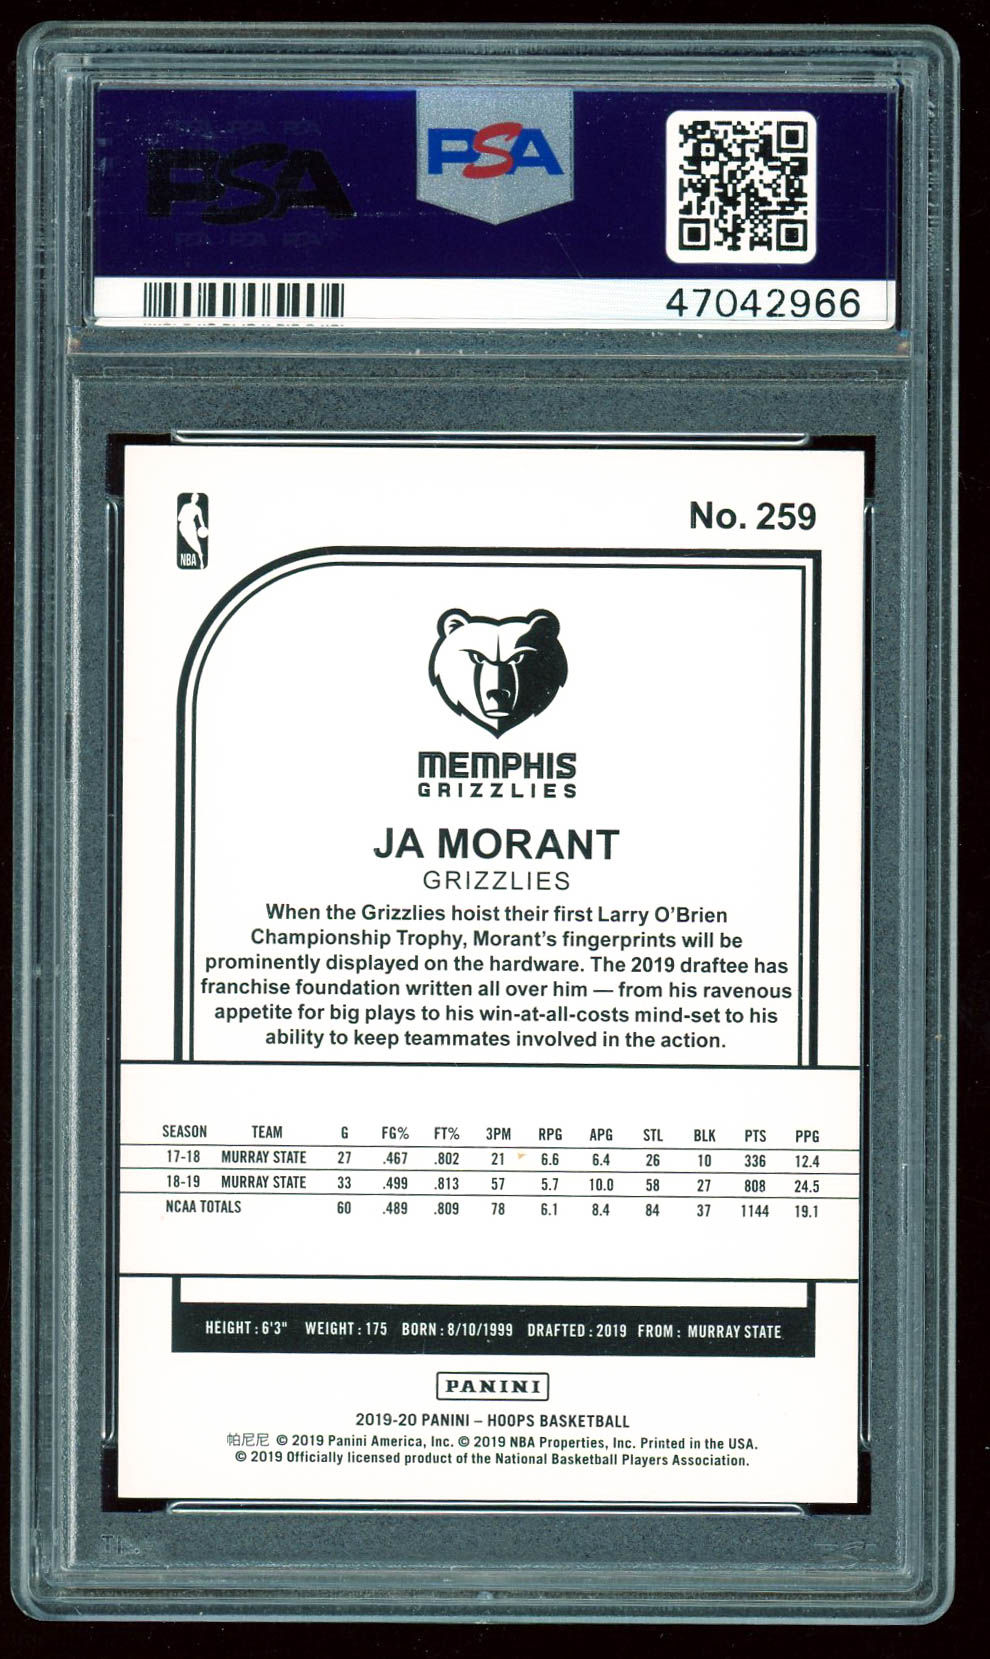 PSA PSA PSA
PSA
PSA
PSA PSA PSA
47042966
NBA
No. 259
MEMPHIS
GRIZZLIES
JA MORANT
GRIZZLIES
When the Grizzlies hoist their first Larry O'Brien
Championship Trophy, Morant's fingerprints will be
prominently displayed on the hardware. The 2019 draftee has
franchise foundation written all over him — from his ravenous
appetite for big plays to his win-at-all-costs mind-set to his
ability to keep teammates involved in the action.
SEASON TEAM G FG% FT% 3PM RPG APG STL BLK PTS PPG
17-18 MURRAY STATE 27 .467 .802 21 6.6 6.4 26 10 336 12.4
18-19 MURRAY STATE 33 .499 .813 57 5.7 10.0 58 27 808 24.5
NCAA TOTALS 60 .489 .809 78 6.1 8.4 84 37 1144 19.1
HEIGHT: 6'3" WEIGHT: 175 BORN: 8/10/1999 DRAFTED: 2019 FROM: MURRAY STATE
PANINI
2019-20 PANINI – HOOPS BASKETBALL
帕尼尼 © 2019 Panini America, Inc. © 2019 NBA Properties, Inc. Printed in the USA.
© 2019 Officially licensed product of the National Basketball Players Association.